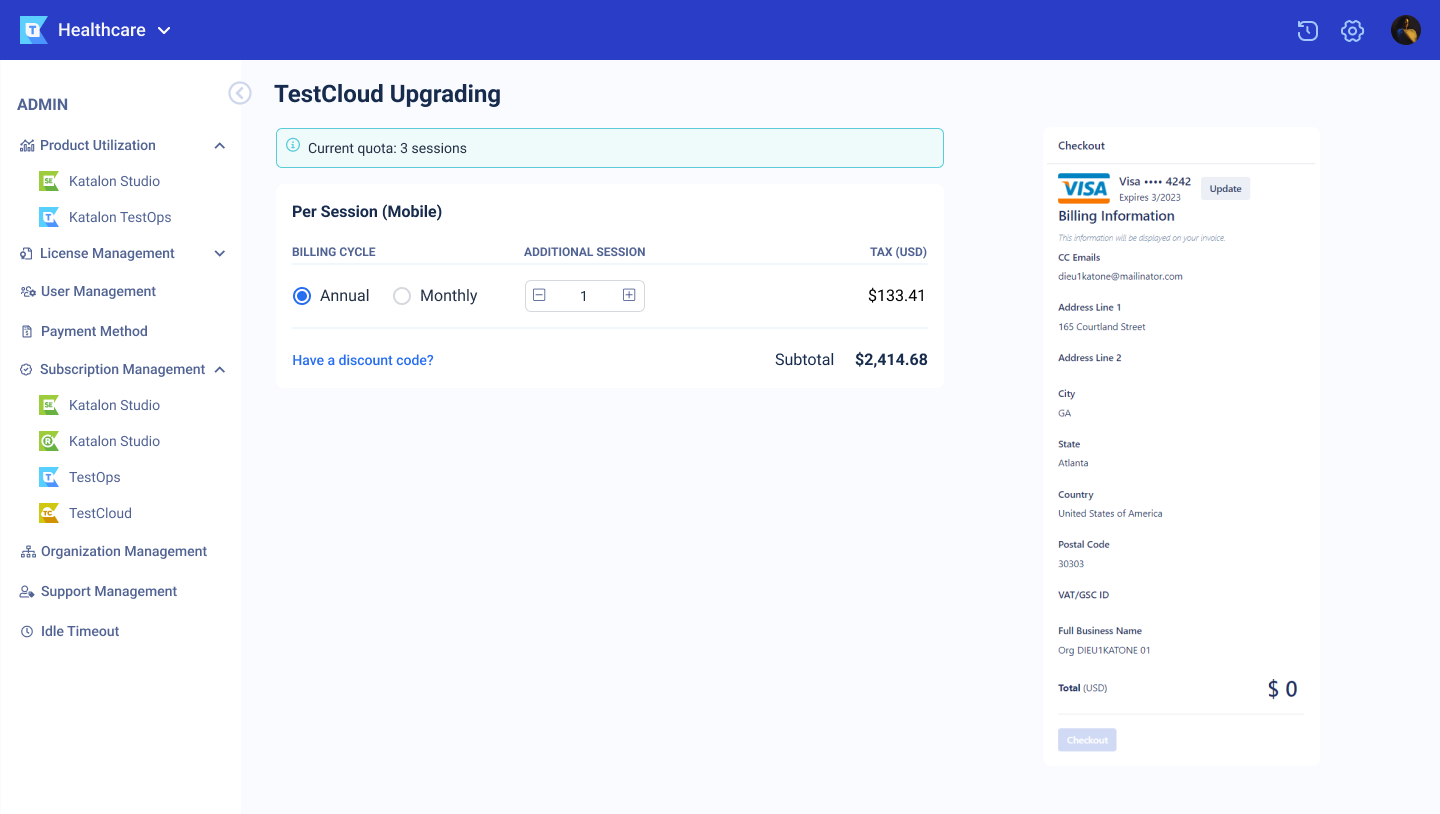 Healthcare
ADMIN
Product Utilization
Katalon Studio
Katalon TestOps
License Management
User Management
Payment Method
Subscription Management
Katalon Studio
Katalon Studio
TestOps
TestCloud
Organization Management
Support Management
Idle Timeout
TestCloud Upgrading
Current quota: 3 sessions
Per Session (Mobile)
BILLING CYCLE ADDITIONAL SESSION TAX (USD)
Annual Monthly 1 $133.41
Have a discount code? Subtotal $2,414.68
Checkout
VISA Visa •••• 4242 Update
Expires 3/2023
Billing Information
This information will be displayed on your invoice.
CC Emails
dieu1katone@mailinator.com
Address Line 1
165 Courtland Street
Address Line 2
City
GA
State
Atlanta
Country
United States of America
Postal Code
30303
VAT/GSC ID
Full Business Name
Org DIEU1KATONE 01
Total (USD) $ 0
Checkout